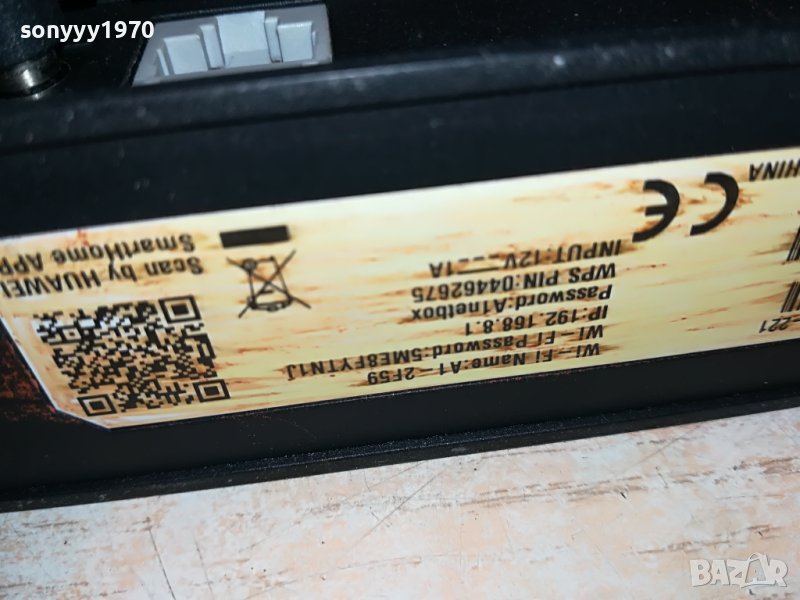 sonyyy1970
Wi-Fi Name:A1-2F59
Wi-Fi Password:5ME8FYTN1J
IP:192.168.8.1
Password:A1netbox
WPS PIN:04462675
INPUT:12V 1A
CE
Scan by HUAWEI
SmartHome APP
221
HINA
BAZAR